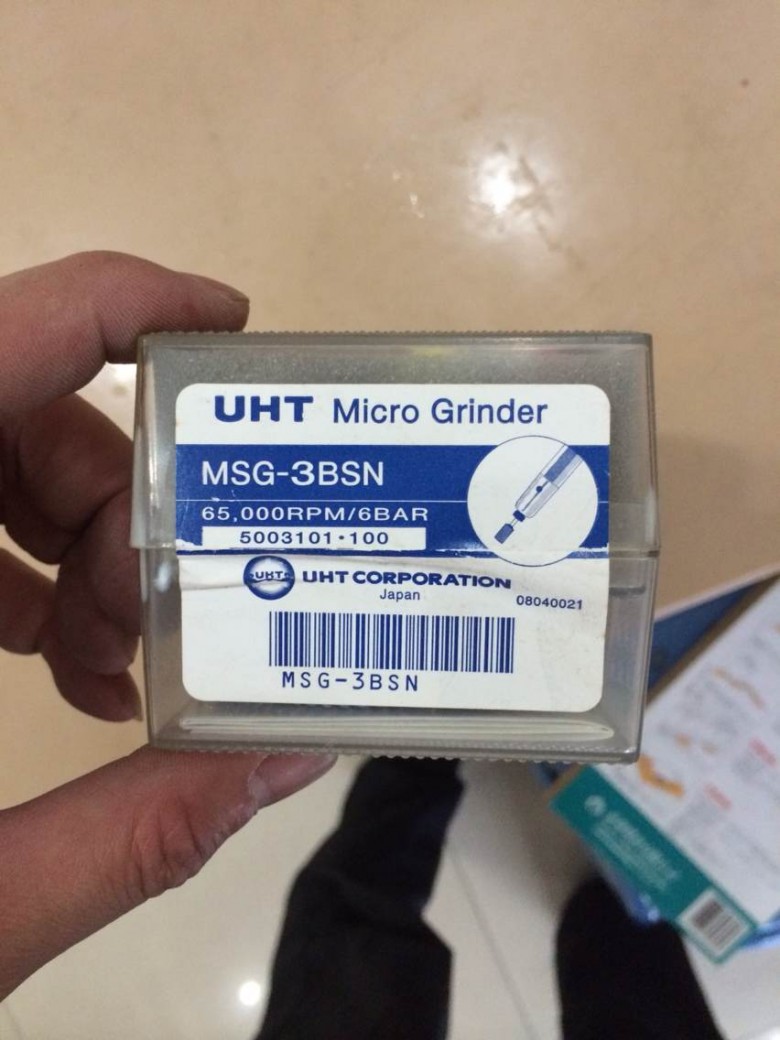 UHT Micro Grinder
MSG-3BSN
65,000RPM/6BAR
5003101・100
UHT UHT CORPORATION
Japan
08040021
MSG-3BSN